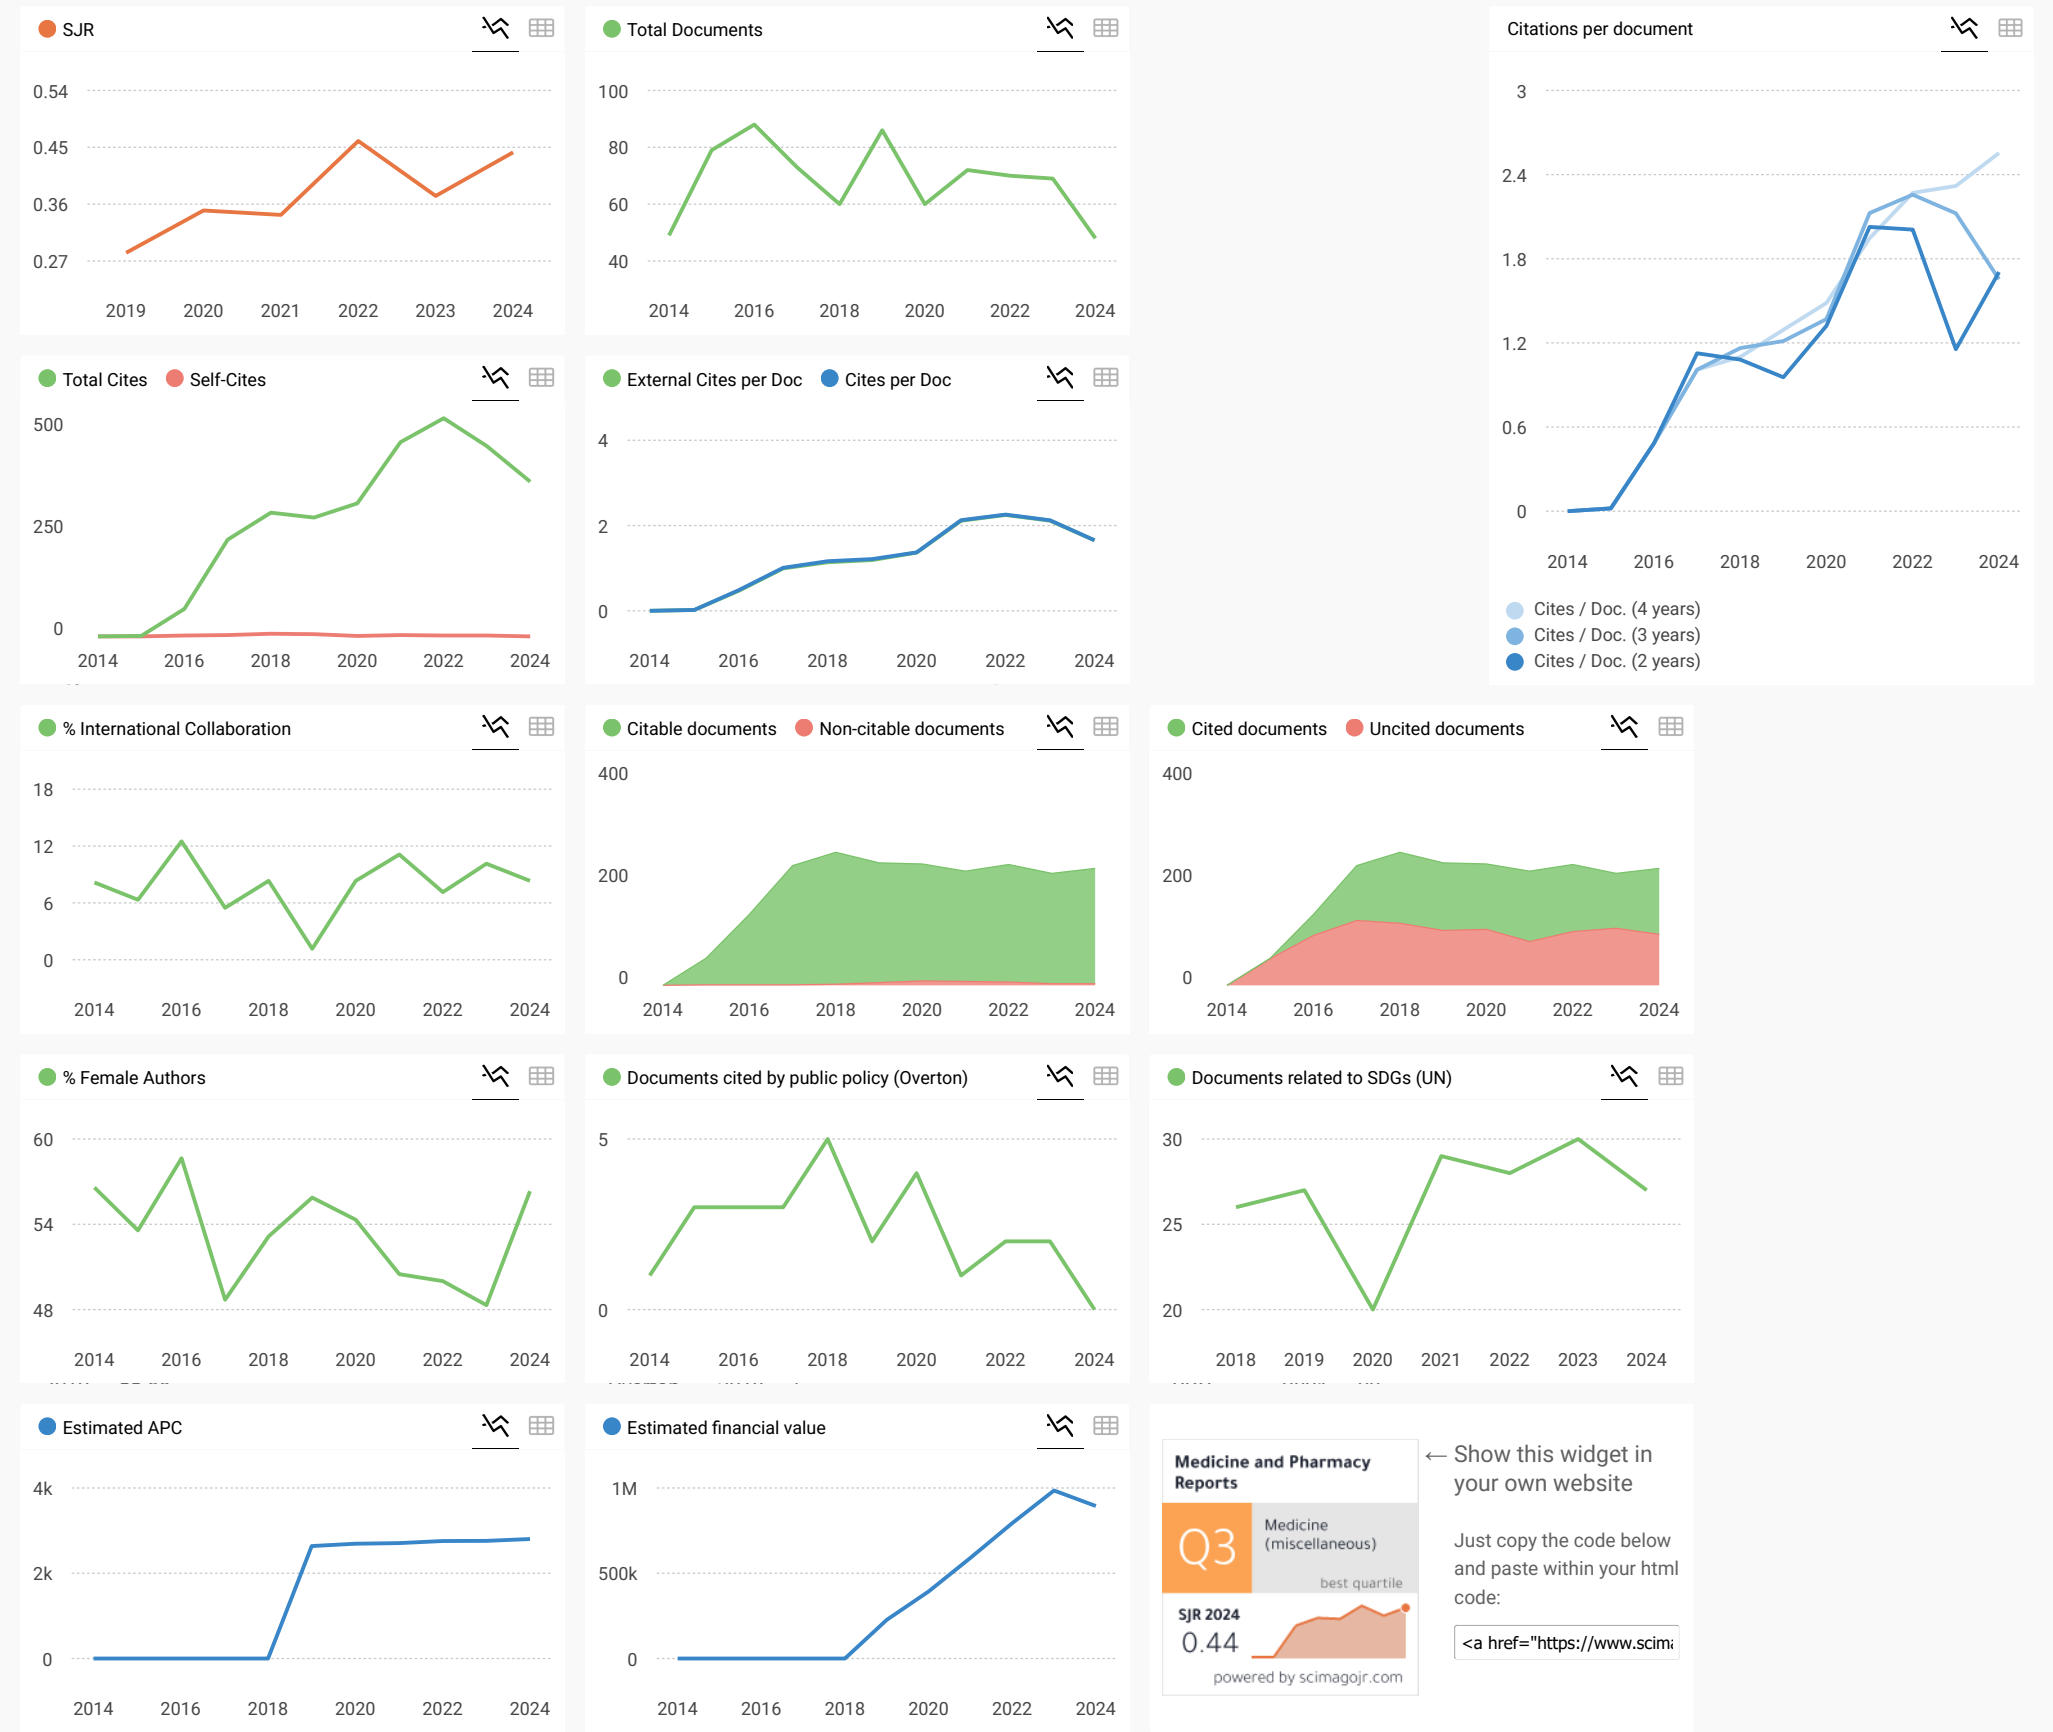 SJR
0.54
0.45
0.36
0.27
2019 2020 2021 2022 2023 2024
Total Documents
100
80
60
40
2014 2016 2018 2020 2022 2024
Citations per document
3
2.4
1.8
1.2
0.6
0
2014 2016 2018 2020 2022 2024
Cites / Doc. (4 years)
Cites / Doc. (3 years)
Cites / Doc. (2 years)
Total Cites Self-Cites
500
250
0
2014 2016 2018 2020 2022 2024
External Cites per Doc Cites per Doc
4
2
0
2014 2016 2018 2020 2022 2024
% International Collaboration
18
12
6
0
2014 2016 2018 2020 2022 2024
Citable documents Non-citable documents
400
200
0
2014 2016 2018 2020 2022 2024
Cited documents Uncited documents
400
200
0
2014 2016 2018 2020 2022 2024
% Female Authors
60
54
48
2014 2016 2018 2020 2022 2024
Documents cited by public policy (Overton)
5
0
2014 2016 2018 2020 2022 2024
Documents related to SDGs (UN)
30
25
20
2018 2019 2020 2021 2022 2023 2024
Estimated APC
4k
2k
0
2014 2016 2018 2020 2022 2024
Estimated financial value
1M
500k
0
2014 2016 2018 2020 2022 2024
Medicine and Pharmacy
Reports
Q3
Medicine
(miscellaneous)
best quartile
SJR 2024
0.44
powered by scimagojr.com
← Show this widget in
your own website
Just copy the code below
and paste within your html
code:
<a href="https://www.scima